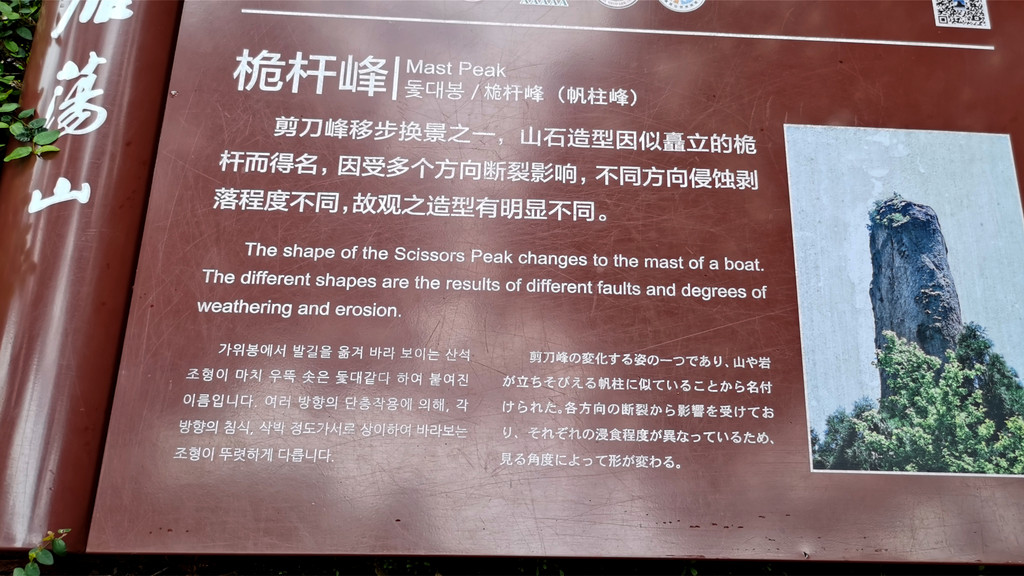 雁
荡
山
桅杆峰
Mast Peak
돛대봉 / 桅杆峰（帆柱峰）
剪刀峰移步换景之一，山石造型因似矗立的桅
杆而得名，因受多个方向断裂影响，不同方向侵蚀剥
落程度不同，故观之造型有明显不同。
The shape of the Scissors Peak changes to the mast of a boat.
The different shapes are the results of different faults and degrees of
weathering and erosion.
가위봉에서 발길을 옮겨 바라 보이는 산석
조형이 마치 우뚝 솟은 돛대같다 하여 붙여진
이름입니다. 여러 방향의 단층작용에 의해, 각
방향의 침식, 삭박 정도가서르 상이하여 바라보는
조형이 뚜렷히게 다릅니다.
剪刀峰の変化する姿の一つであり、山や岩
が立ちそびえる帆柱に似ていることから名付
けられた。各方向の断裂から影響を受けてお
り、それぞれの浸食程度が異なっているため、
見る角度によって形が変わる。